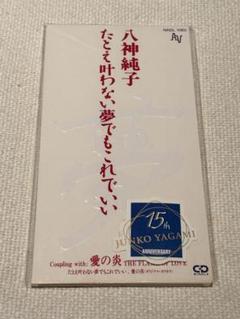 八神純子
たとえ叶わない夢でもこれでいい
15th
JUNKO YAGAMI
ANNIVERSARY
Coupling with: 愛の炎 THE FLAME OF LOVE